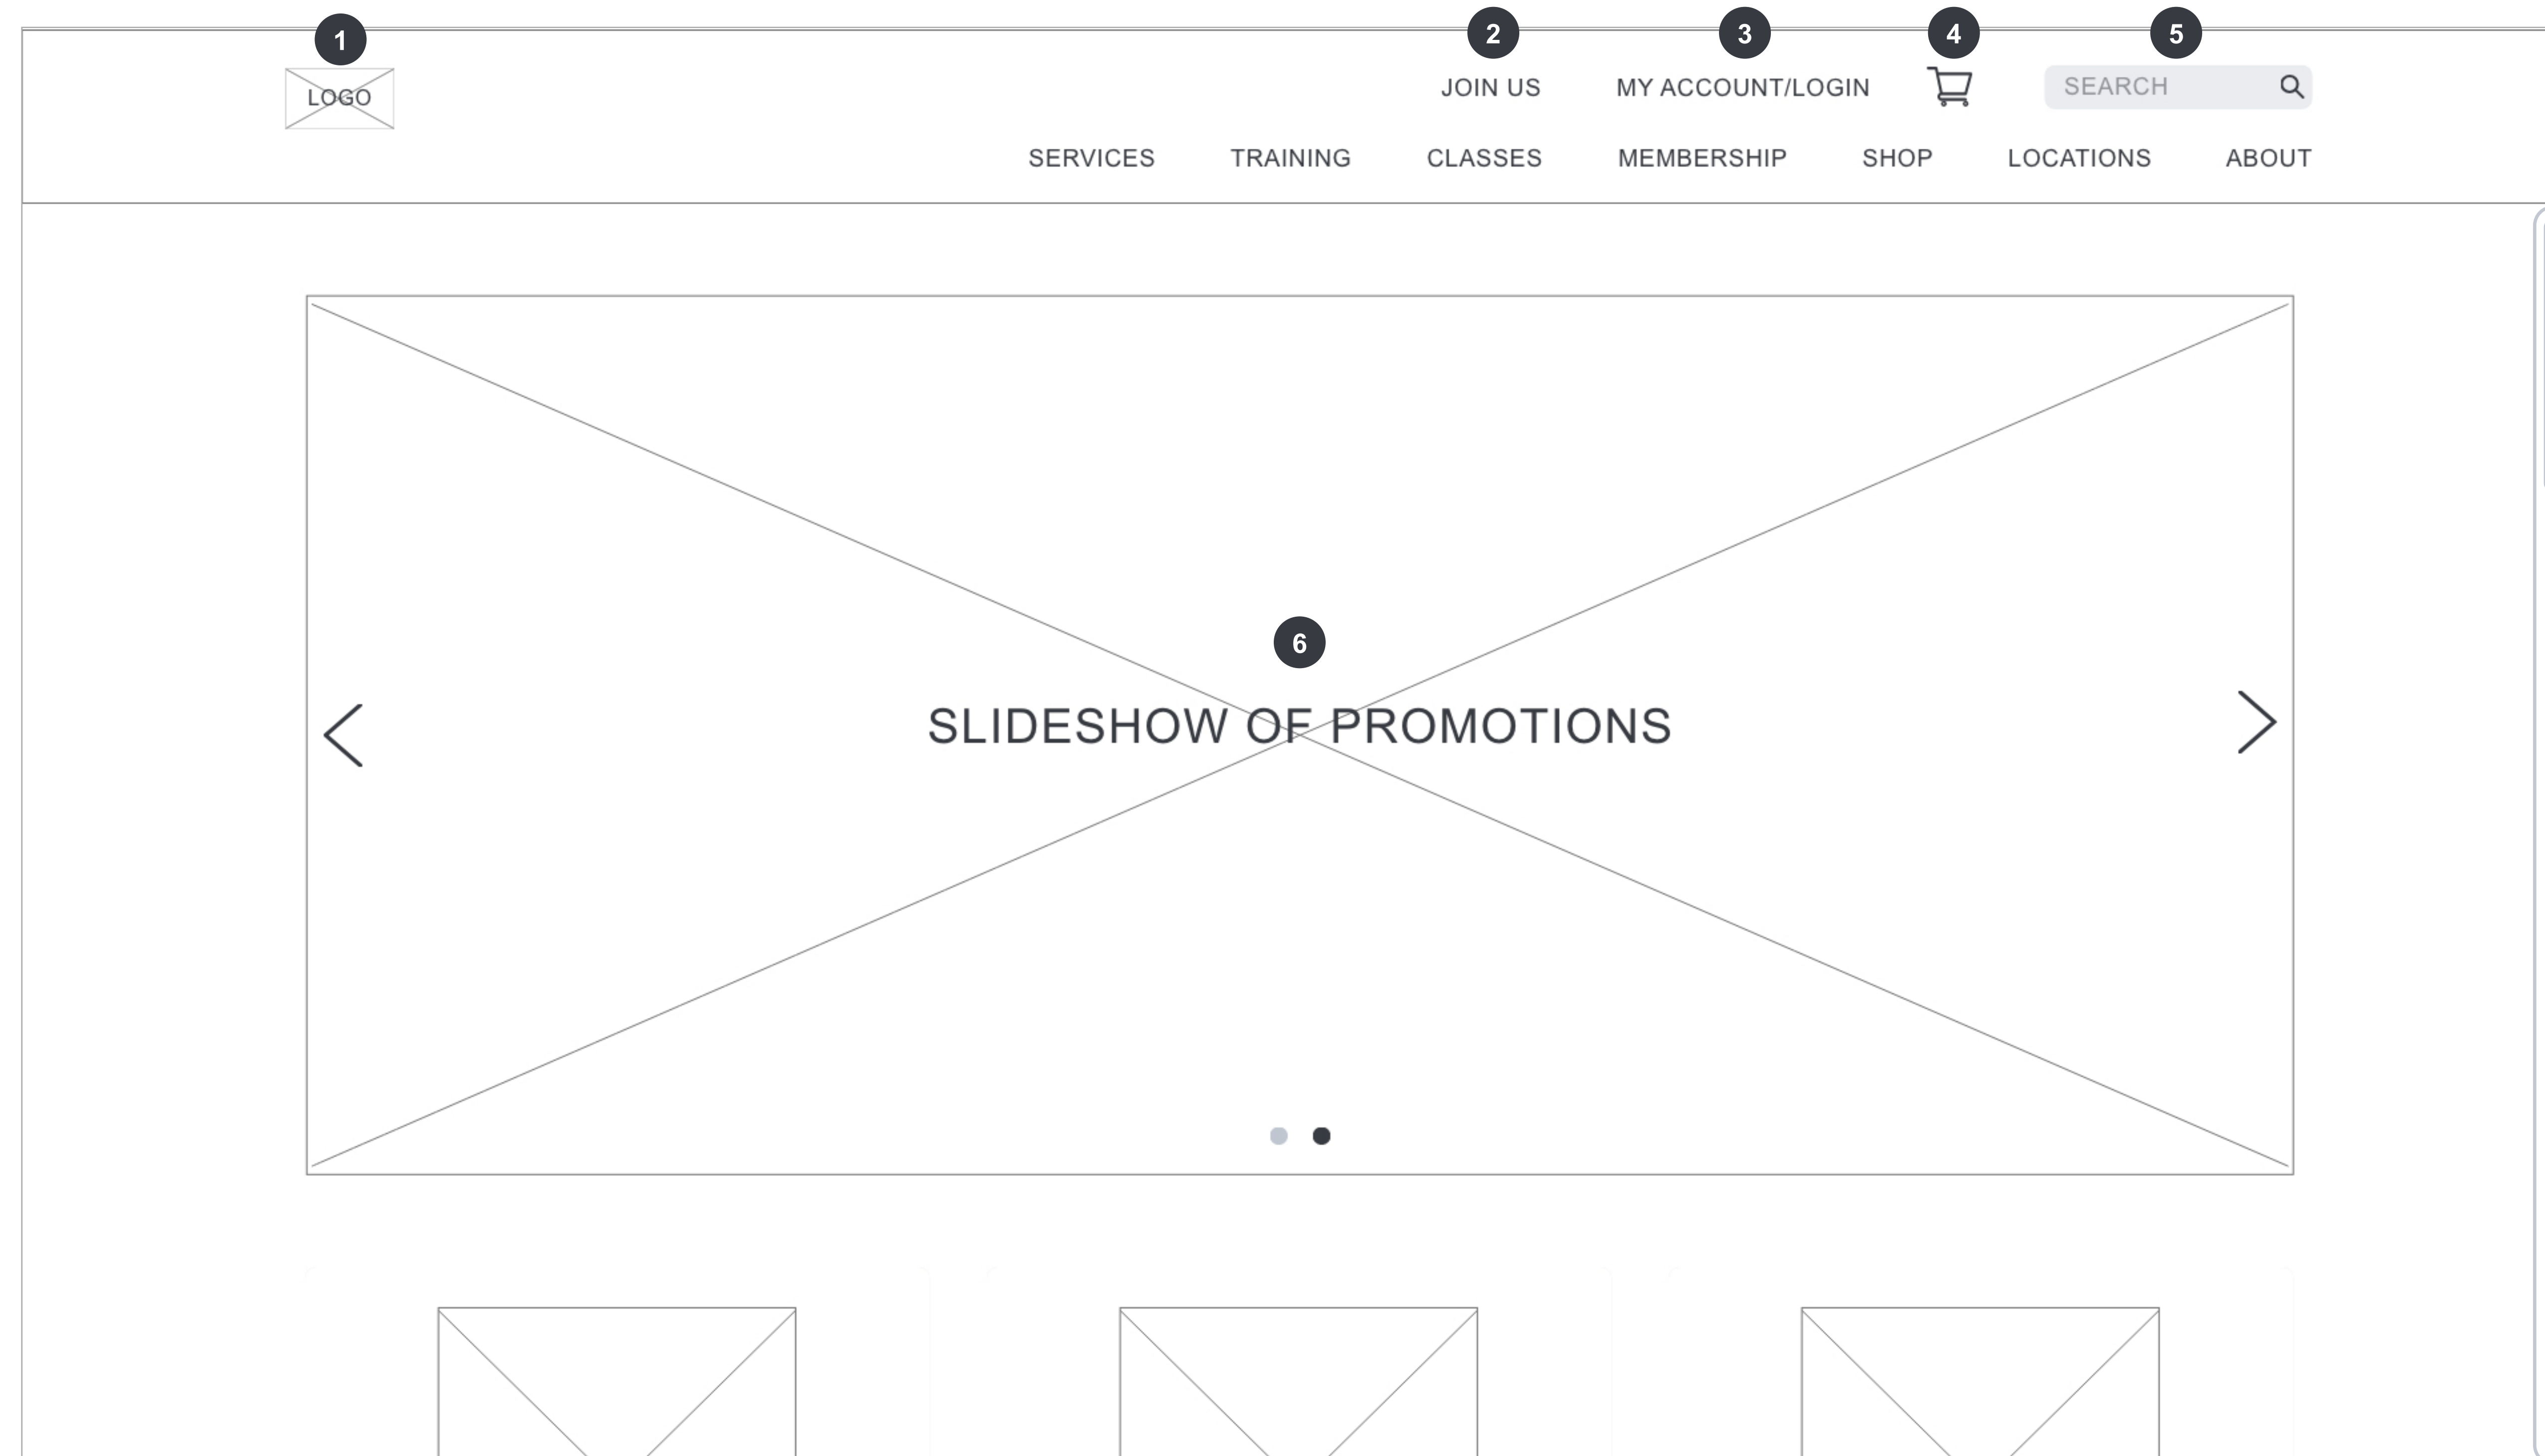 1
2 3 4 5
LOGO
JOIN US MY ACCOUNT/LOGIN SEARCH
SERVICES TRAINING CLASSES MEMBERSHIP SHOP LOCATIONS ABOUT
6
SLIDESHOW OF PROMOTIONS